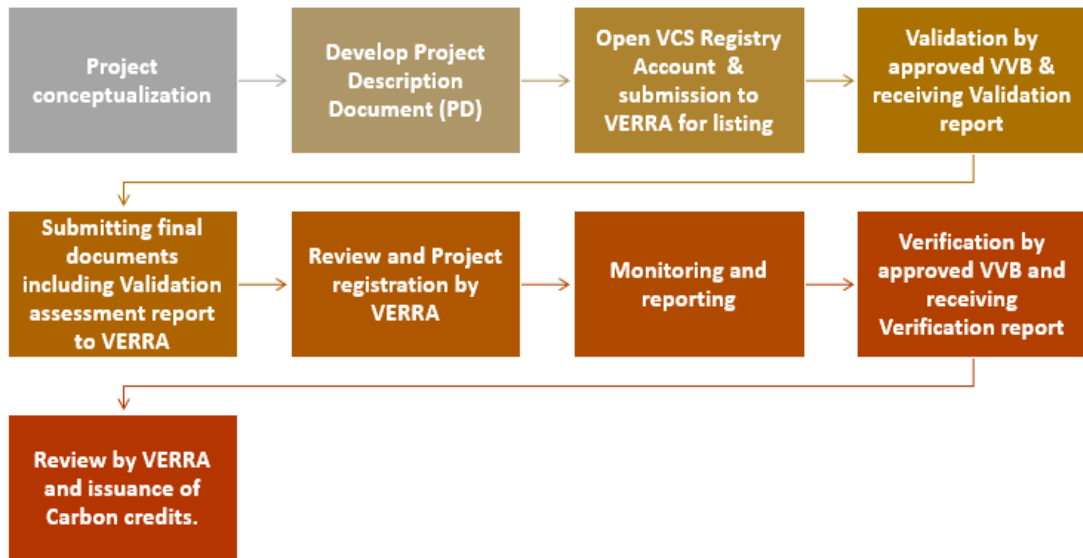 Project
conceptualization
Develop Project
Description
Document (PD)
Open VCS Registry
Account &
submission to
VERRA for listing
Validation by
approved VVB &
receiving Validation
report
Submitting final
documents
including Validation
assessment report
to VERRA
Review and Project
registration by
VERRA
Monitoring and
reporting
Verification by
approved VVB and
receiving
Verification report
Review by VERRA
and issuance of
Carbon credits.